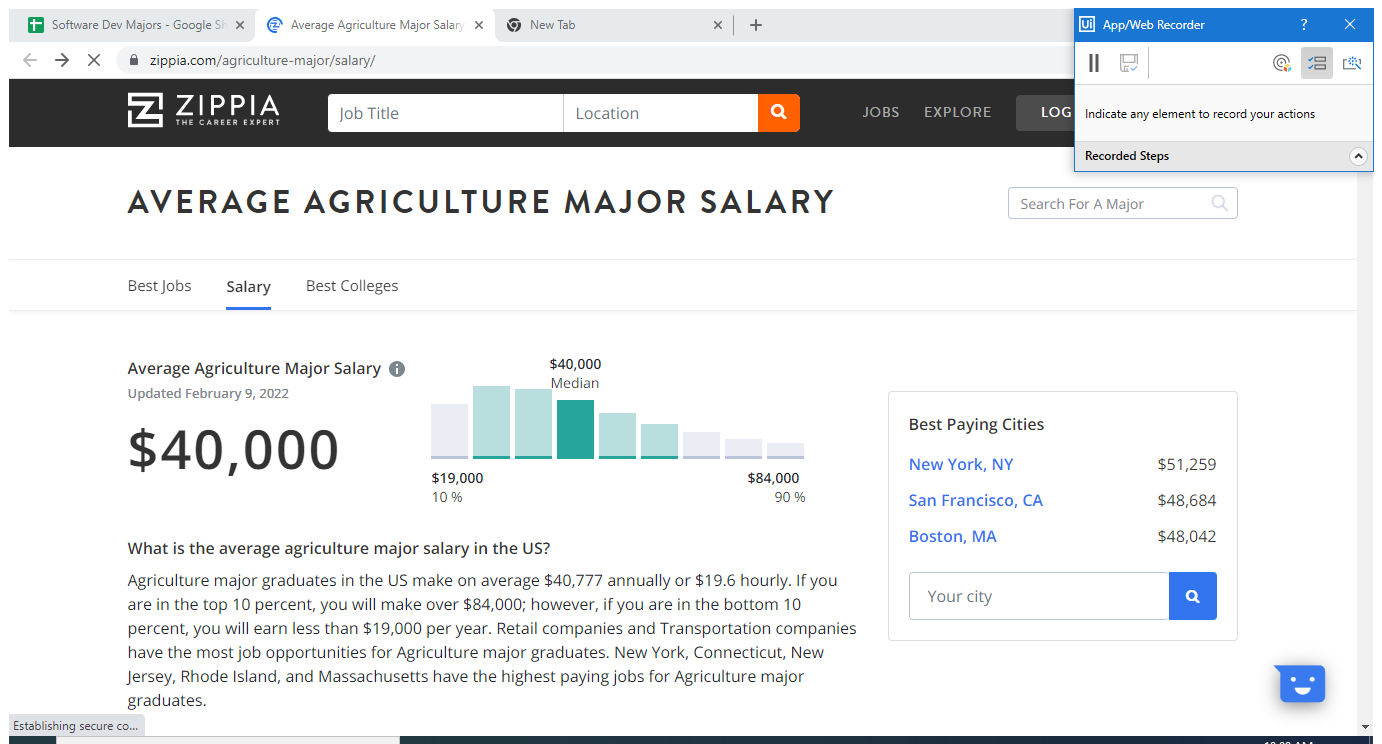 Software Dev Majors - Google Sh
Average Agriculture Major Salary
New Tab
Ui App/Web Recorder ?
zippia.com/agriculture-major/salary/
Indicate any element to record your actions
Recorded Steps
ZIPPIA
THE CAREER EXPERT
Job Title
Location
JOBS
EXPLORE
LOG
AVERAGE AGRICULTURE MAJOR SALARY
Search For A Major
Best Jobs
Salary
Best Colleges
Average Agriculture Major Salary
Updated February 9, 2022
$40,000
$40,000
Median
$19,000
10 %
$84,000
90 %
Best Paying Cities
New York, NY $51,259
San Francisco, CA $48,684
Boston, MA $48,042
Your city
What is the average agriculture major salary in the US?
Agriculture major graduates in the US make on average $40,777 annually or $19.6 hourly. If you
are in the top 10 percent, you will make over $84,000; however, if you are in the bottom 10
percent, you will earn less than $19,000 per year. Retail companies and Transportation companies
have the most job opportunities for Agriculture major graduates. New York, Connecticut, New
Jersey, Rhode Island, and Massachusetts have the highest paying jobs for Agriculture major
graduates.
Establishing secure co...